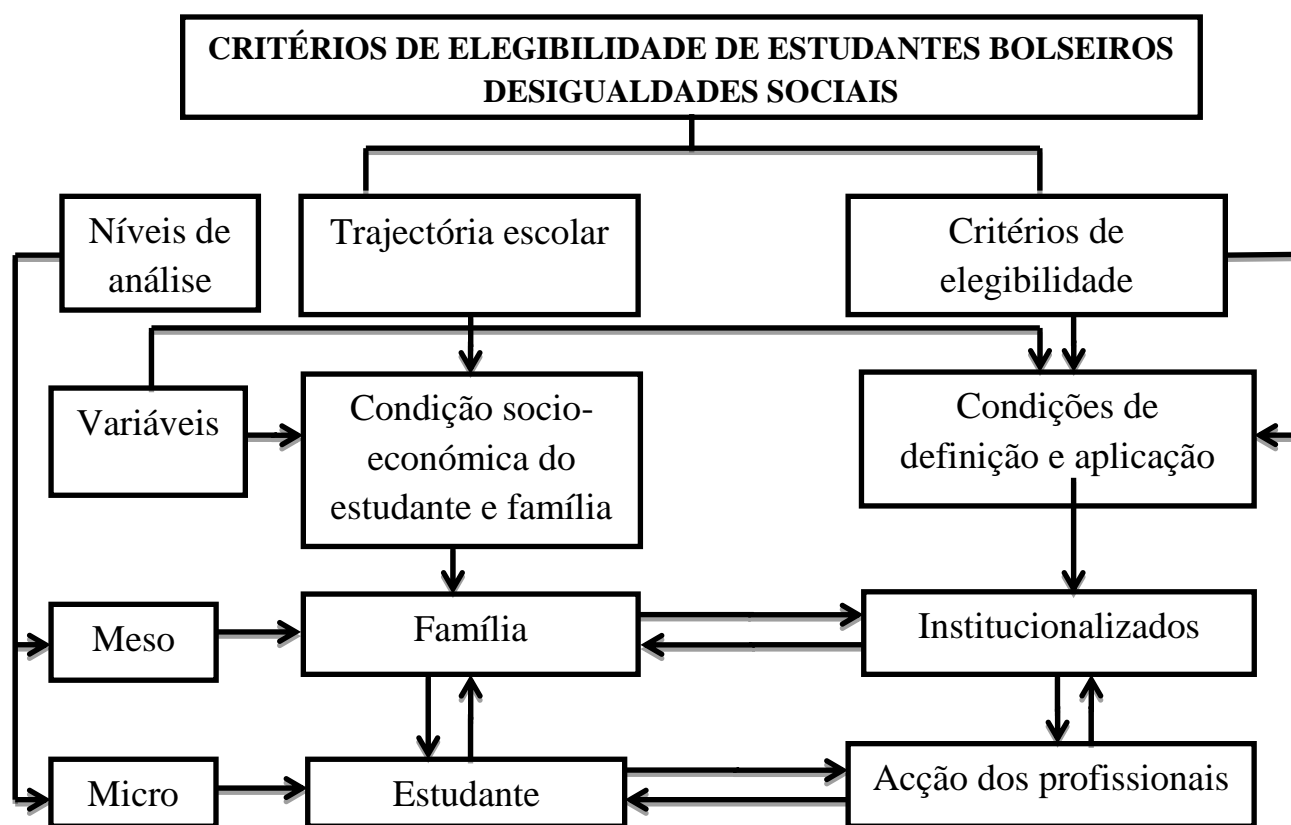 CRITÉRIOS DE ELEGIBILIDADE DE ESTUDANTES BOLSEIROS
DESIGUALDADES SOCIAIS
Níveis de
análise
Trajectória escolar
Critérios de
elegibilidade
Variáveis
Condição socio-
económica do
estudante e família
Condições de
definição e aplicação
Meso
Família
Institucionalizados
Micro
Estudante
Acção dos profissionais